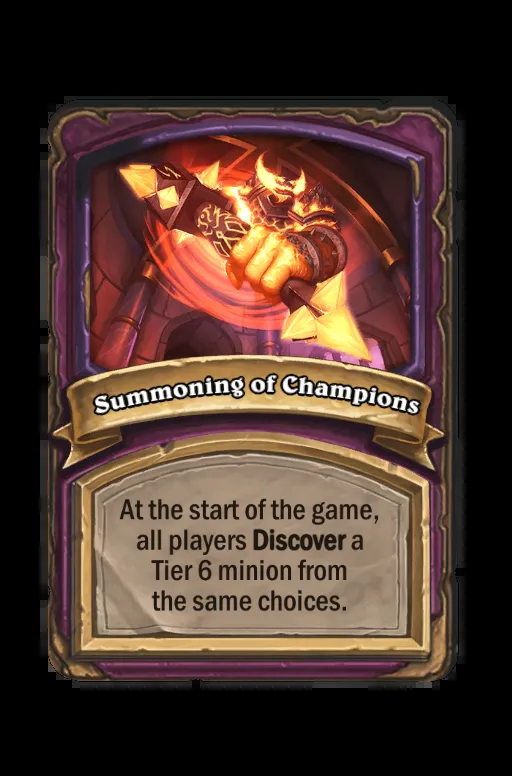 Summoning of Champions
At the start of the game,
all players Discover a
Tier 6 minion from
the same choices.